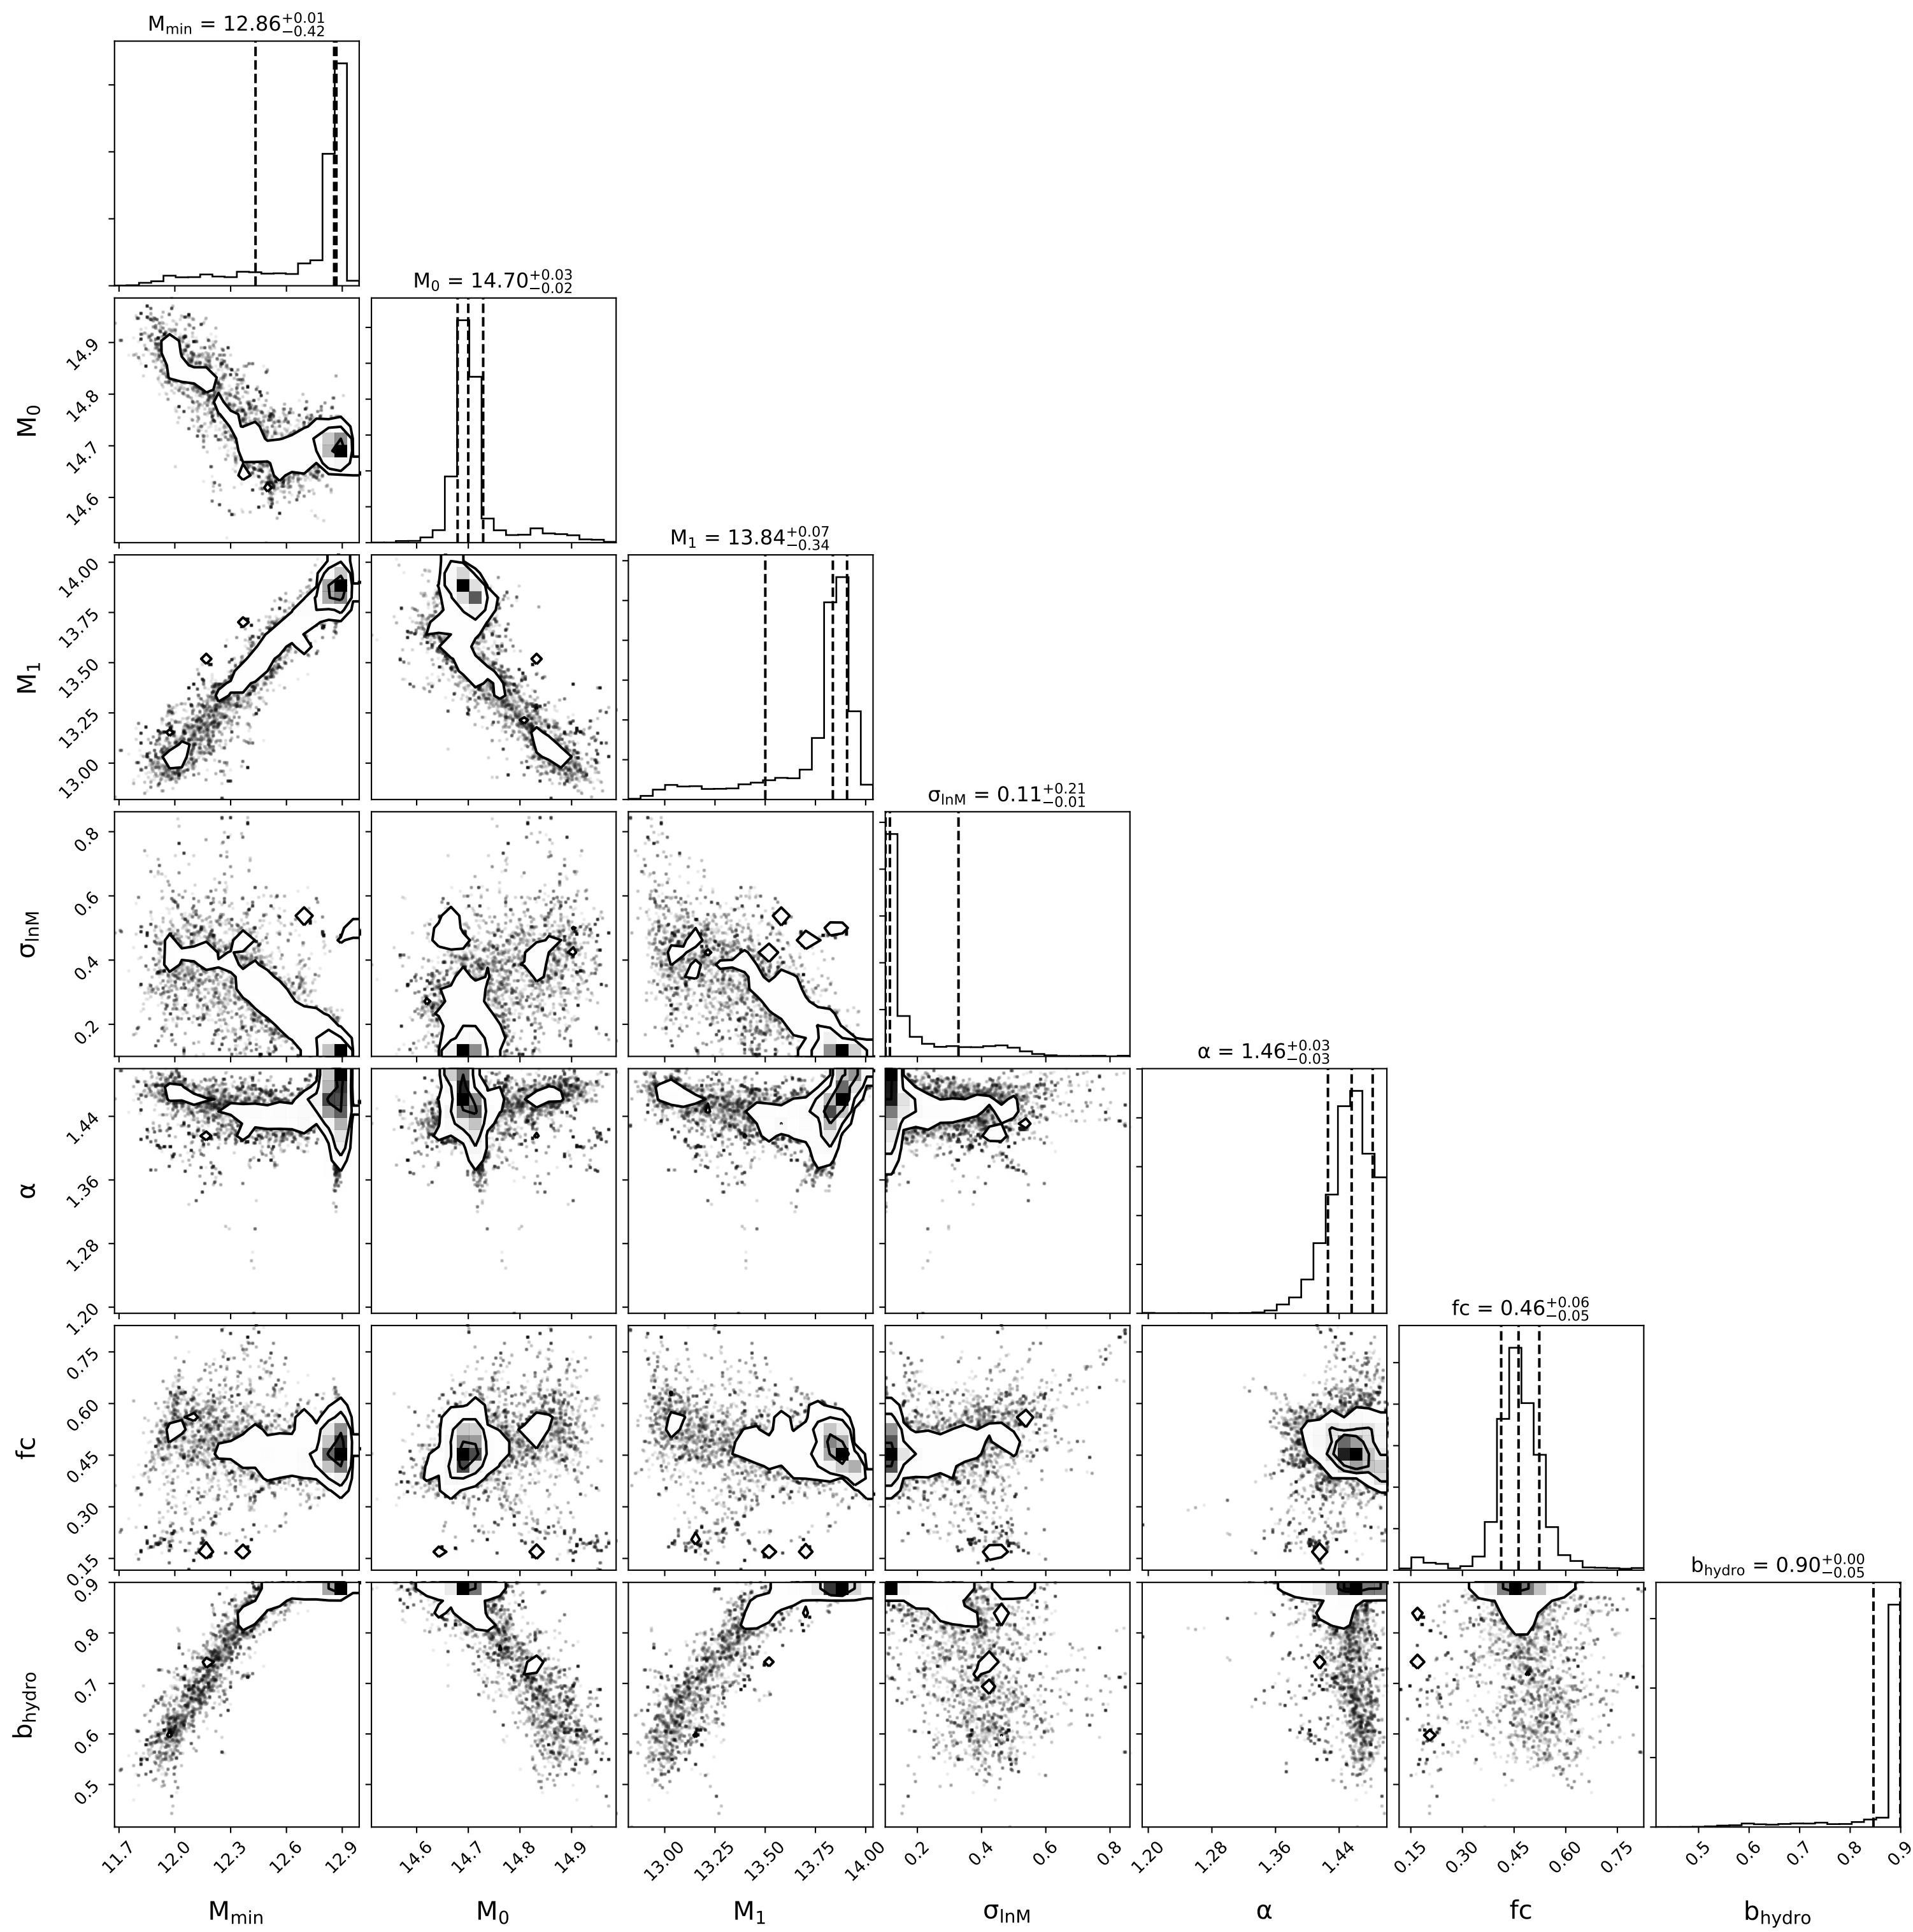 M_min = 12.86 +0.01 −0.42
M_0 = 14.70 +0.03 −0.02
14.9
14.8
14.7
14.6
M_0
M_1 = 13.84 +0.07 −0.34
14.00
13.75
13.50
13.25
13.00
M_1
σ_lnM = 0.11 +0.21 −0.01
0.8
0.6
0.4
0.2
σ_lnM
α = 1.46 +0.03 −0.03
1.44
1.36
1.28
1.20
α
fc = 0.46 +0.06 −0.05
0.75
0.60
0.45
0.30
0.15
fc
b_hydro = 0.90 +0.00 −0.05
0.9
0.8
0.7
0.6
0.5
b_hydro
11.7 12.0 12.3 12.6 12.9 14.6 14.7 14.8 14.9 13.00 13.25 13.50 13.75 14.00 0.2 0.4 0.6 0.8 1.20 1.28 1.36 1.44 0.15 0.30 0.45 0.60 0.75 0.5 0.6 0.7 0.8 0.9
M_min M_0 M_1 σ_lnM α fc b_hydro